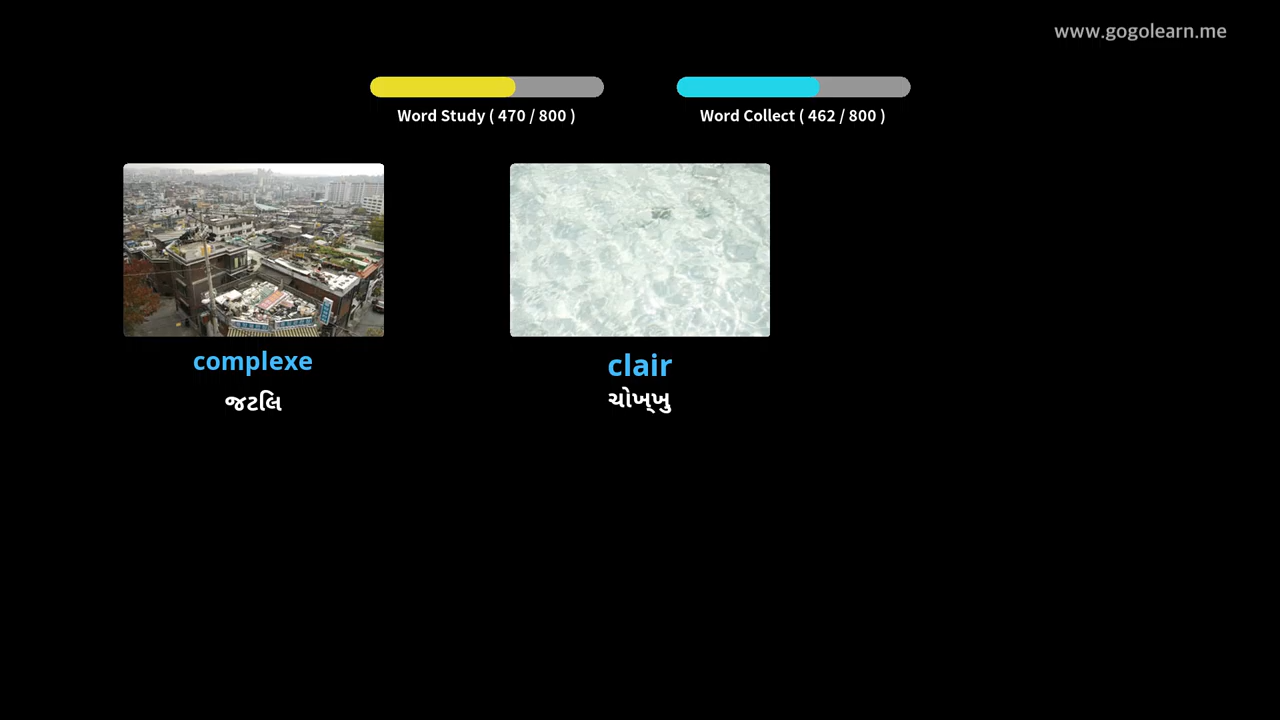 www.gogolearn.me
Word Study ( 470 / 800 )
Word Collect ( 462 / 800 )
complexe
clair
જટિલ
ચોખ્ખુ